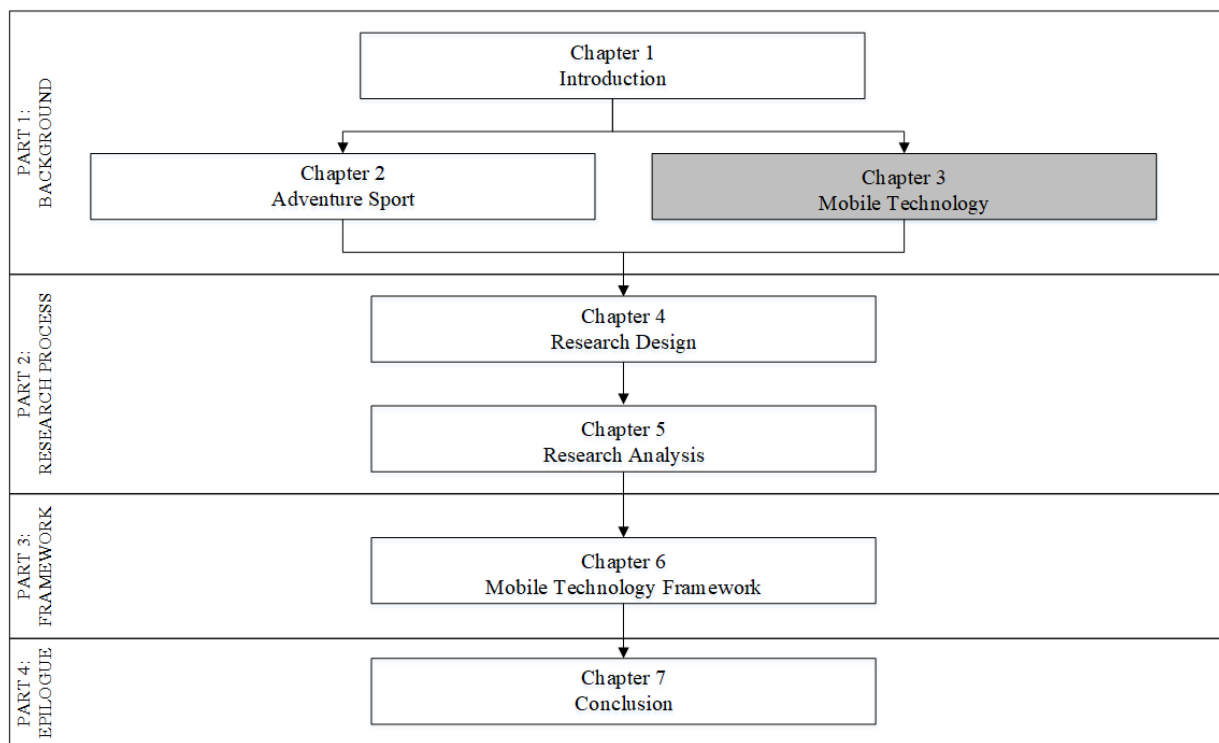 PART 1:
BACKGROUND
Chapter 1
Introduction
Chapter 2
Adventure Sport
Chapter 3
Mobile Technology
PART 2:
RESEARCH PROCESS
Chapter 4
Research Design
Chapter 5
Research Analysis
PART 3:
FRAMEWORK
Chapter 6
Mobile Technology Framework
PART 4:
EPILOGUE
Chapter 7
Conclusion